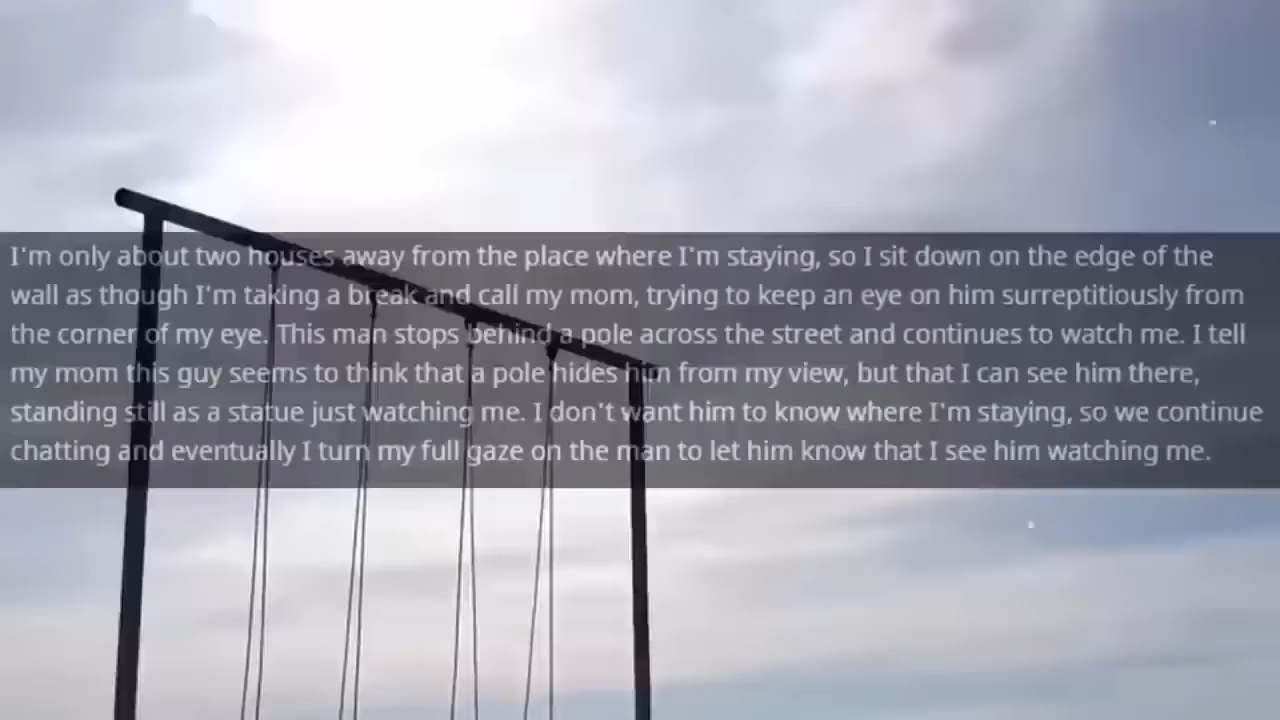 I'm only about two houses away from the place where I'm staying, so I sit down on the edge of the
wall as though I'm taking a break and call my mom, trying to keep an eye on him surreptitiously from
the corner of my eye. This man stops behind a pole across the street and continues to watch me. I tell
my mom this guy seems to think that a pole hides him from my view, but that I can see him there,
standing still as a statue just watching me. I don't want him to know where I'm staying, so we continue
chatting and eventually I turn my full gaze on the man to let him know that I see him watching me.